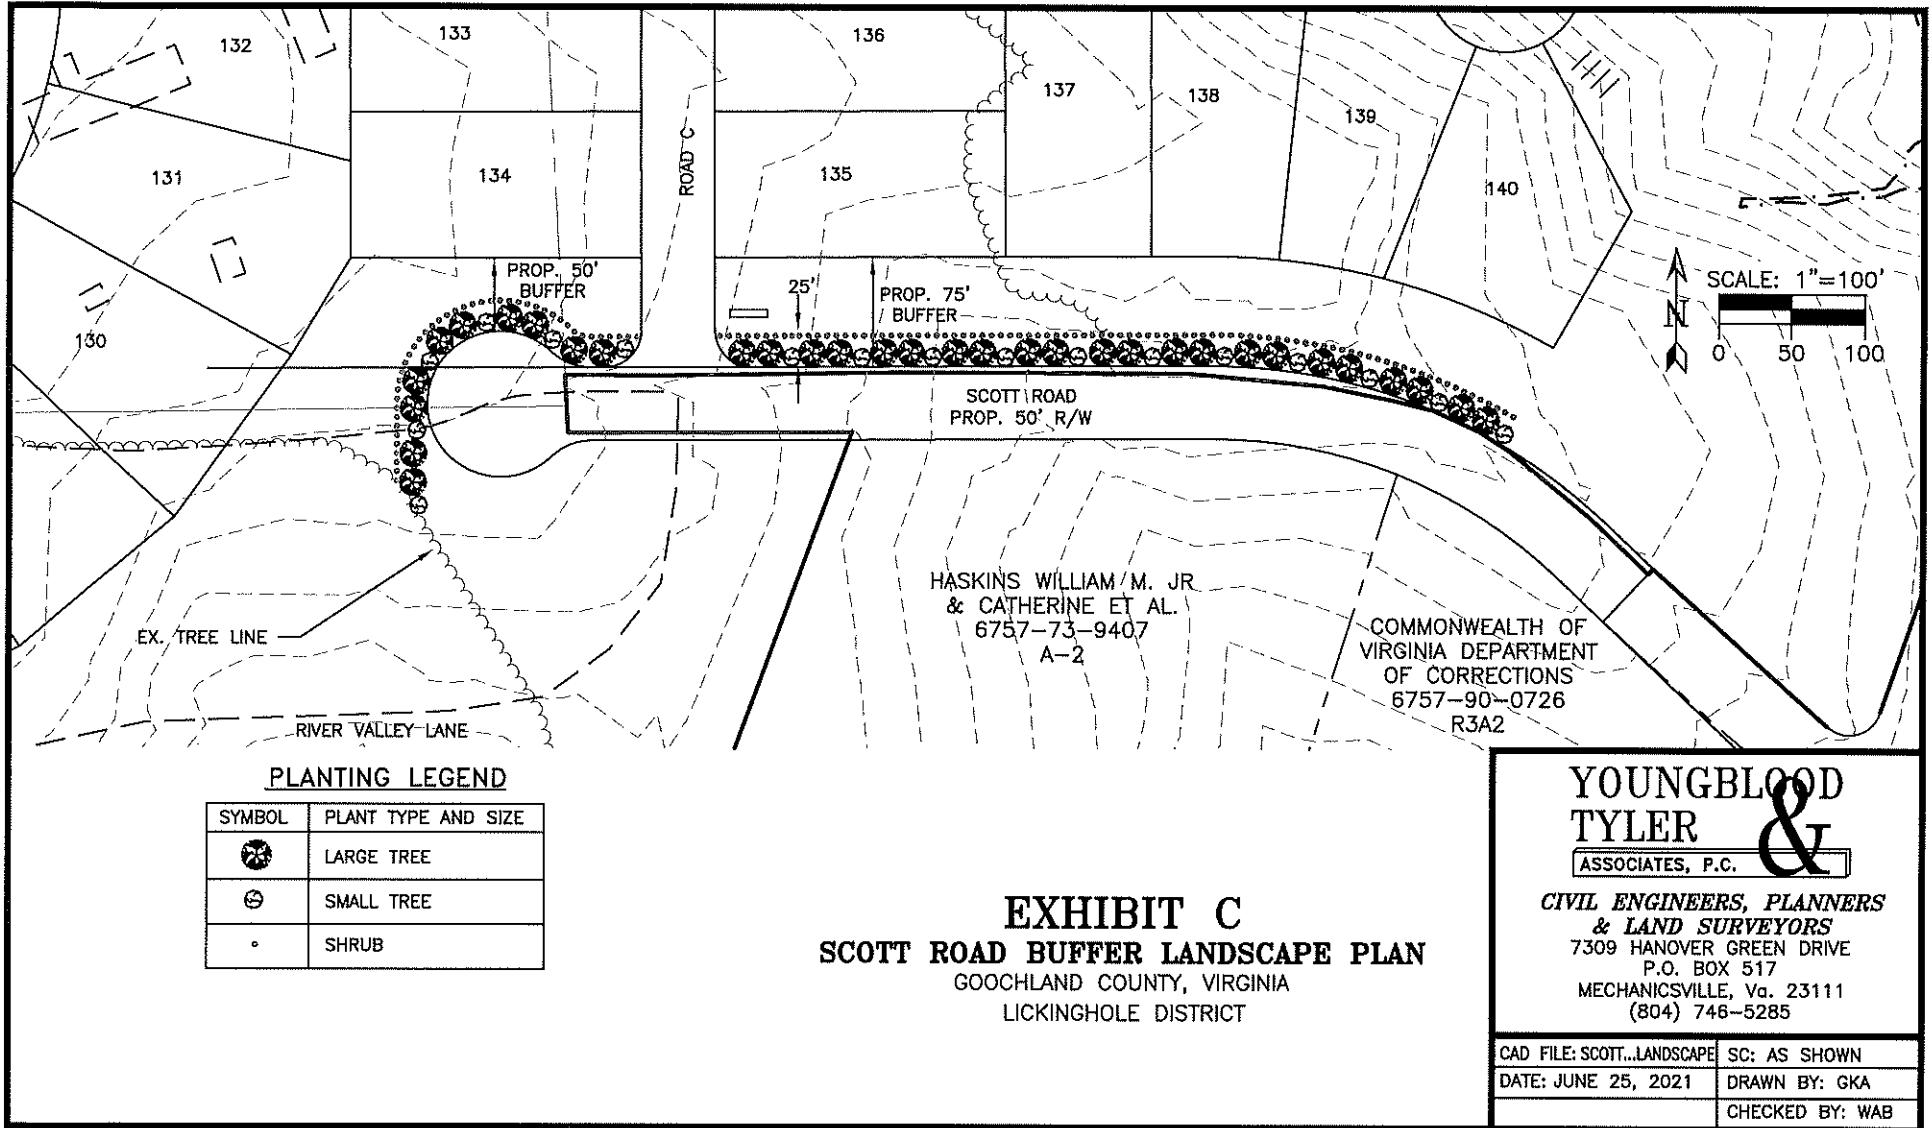 132
133
136
137
138
139
131
134
ROAD C
135
140
130
PROP. 50'
BUFFER
25'
PROP. 75'
BUFFER
SCALE: 1"=100'
N
0 50 100
SCOTT ROAD
PROP. 50' R/W
EX. TREE LINE
HASKINS WILLIAM M. JR
& CATHERINE ET AL.
6757-73-9407
A-2
COMMONWEALTH OF
VIRGINIA DEPARTMENT
OF CORRECTIONS
6757-90-0726
R3A2
RIVER VALLEY LANE
PLANTING LEGEND
SYMBOL PLANT TYPE AND SIZE
LARGE TREE
SMALL TREE
SHRUB
EXHIBIT C
SCOTT ROAD BUFFER LANDSCAPE PLAN
GOOCHLAND COUNTY, VIRGINIA
LICKINGHOLE DISTRICT
YOUNGBLOOD
TYLER &
ASSOCIATES, P.C.
CIVIL ENGINEERS, PLANNERS
& LAND SURVEYORS
7309 HANOVER GREEN DRIVE
P.O. BOX 517
MECHANICSVILLE, Va. 23111
(804) 746-5285
CAD FILE: SCOTT...LANDSCAPE SC: AS SHOWN
DATE: JUNE 25, 2021 DRAWN BY: GKA
CHECKED BY: WAB